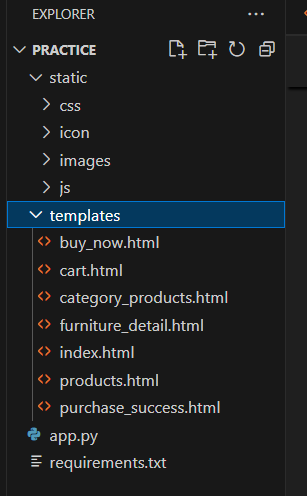 EXPLORER
PRACTICE
static
css
icon
images
js
templates
buy_now.html
cart.html
category_products.html
furniture_detail.html
index.html
products.html
purchase_success.html
app.py
requirements.txt